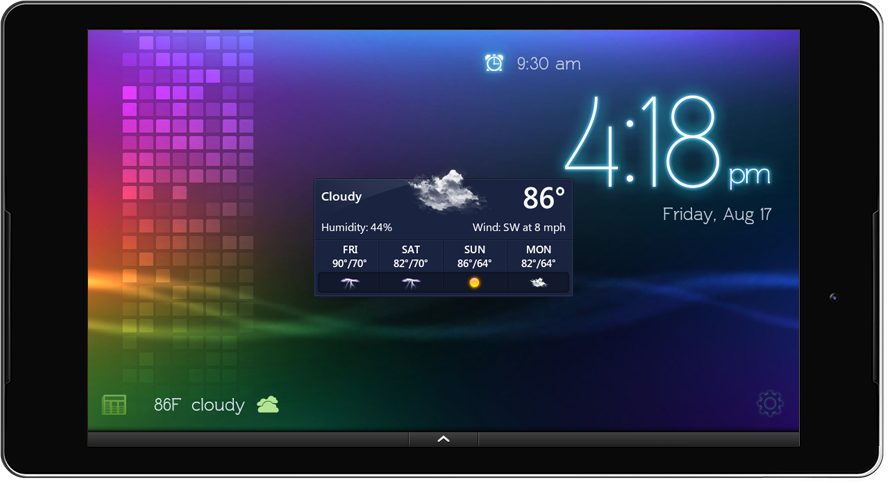 9:30 am
4:18 pm
Friday, Aug 17
Cloudy 86°
Humidity: 44% Wind: SW at 8 mph
FRI SAT SUN MON
90°/70° 82°/70° 86°/64° 82°/64°
86F cloudy